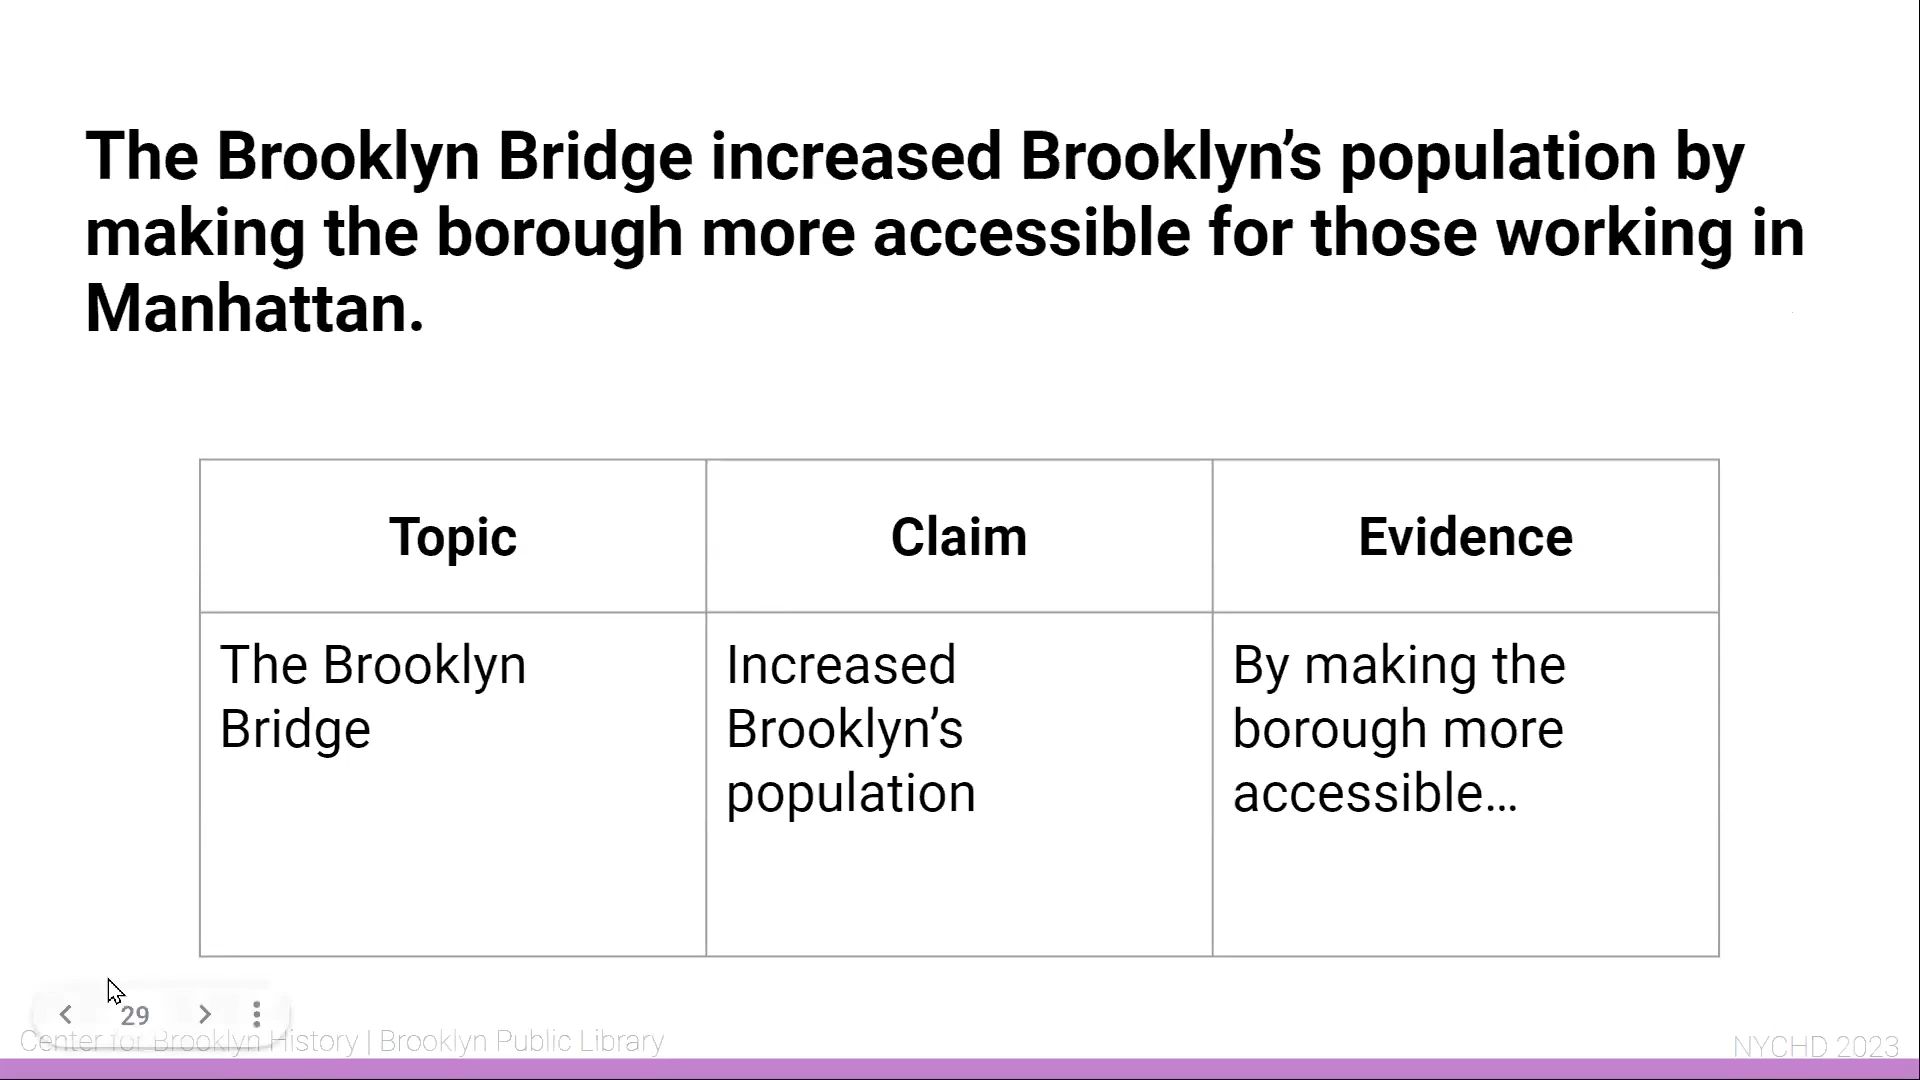 The Brooklyn Bridge increased Brooklyn’s population by
making the borough more accessible for those working in
Manhattan.
Topic
Claim
Evidence
The Brooklyn
Bridge
Increased
Brooklyn’s
population
By making the
borough more
accessible…
29
Center for Brooklyn History | Brooklyn Public Library
NYCHD 2023